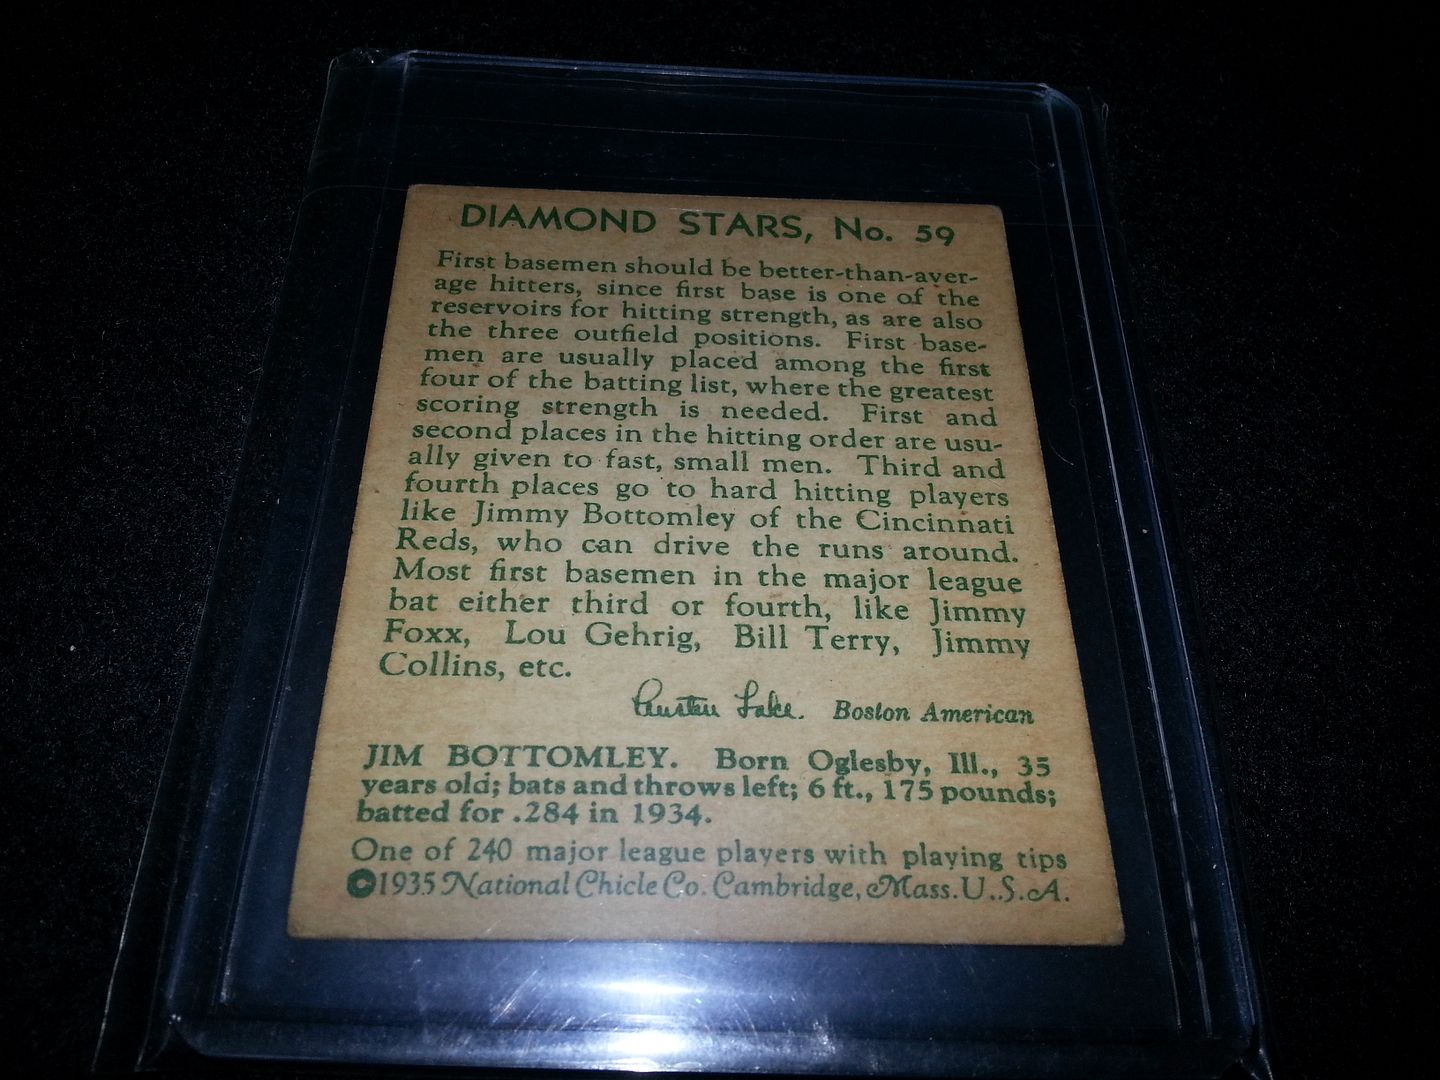 DIAMOND STARS, No. 59
First basemen should be better-than-aver-
age hitters, since first base is one of the
reservoirs for hitting strength, as are also
the three outfield positions. First base-
men are usually placed among the first
four of the batting list, where the greatest
scoring strength is needed. First and
second places in the hitting order are usu-
ally given to fast, small men. Third and
fourth places go to hard hitting players
like Jimmy Bottomley of the Cincinnati
Reds, who can drive the runs around.
Most first basemen in the major league
bat either third or fourth, like Jimmy
Foxx, Lou Gehrig, Bill Terry, Jimmy
Collins, etc.
Austen Lake. Boston American
JIM BOTTOMLEY. Born Oglesby, Ill., 35
years old; bats and throws left; 6 ft., 175 pounds;
batted for .284 in 1934.
One of 240 major league players with playing tips
©1935 National Chicle Co. Cambridge, Mass. U.S.A.